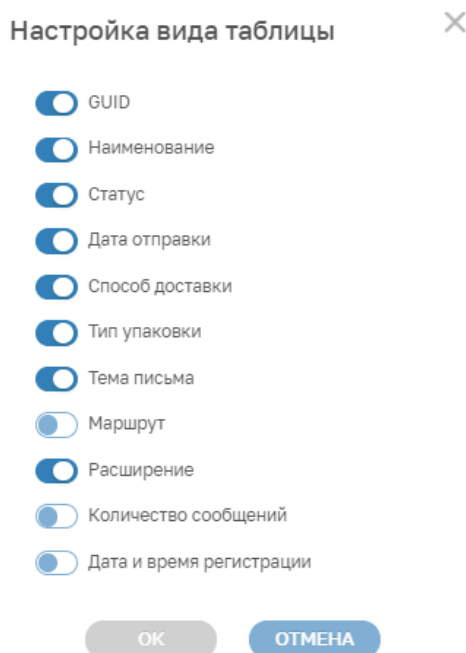 Настройка вида таблицы
GUID
Наименование
Статус
Дата отправки
Способ доставки
Тип упаковки
Тема письма
Маршрут
Расширение
Количество сообщений
Дата и время регистрации
ОК ОТМЕНА